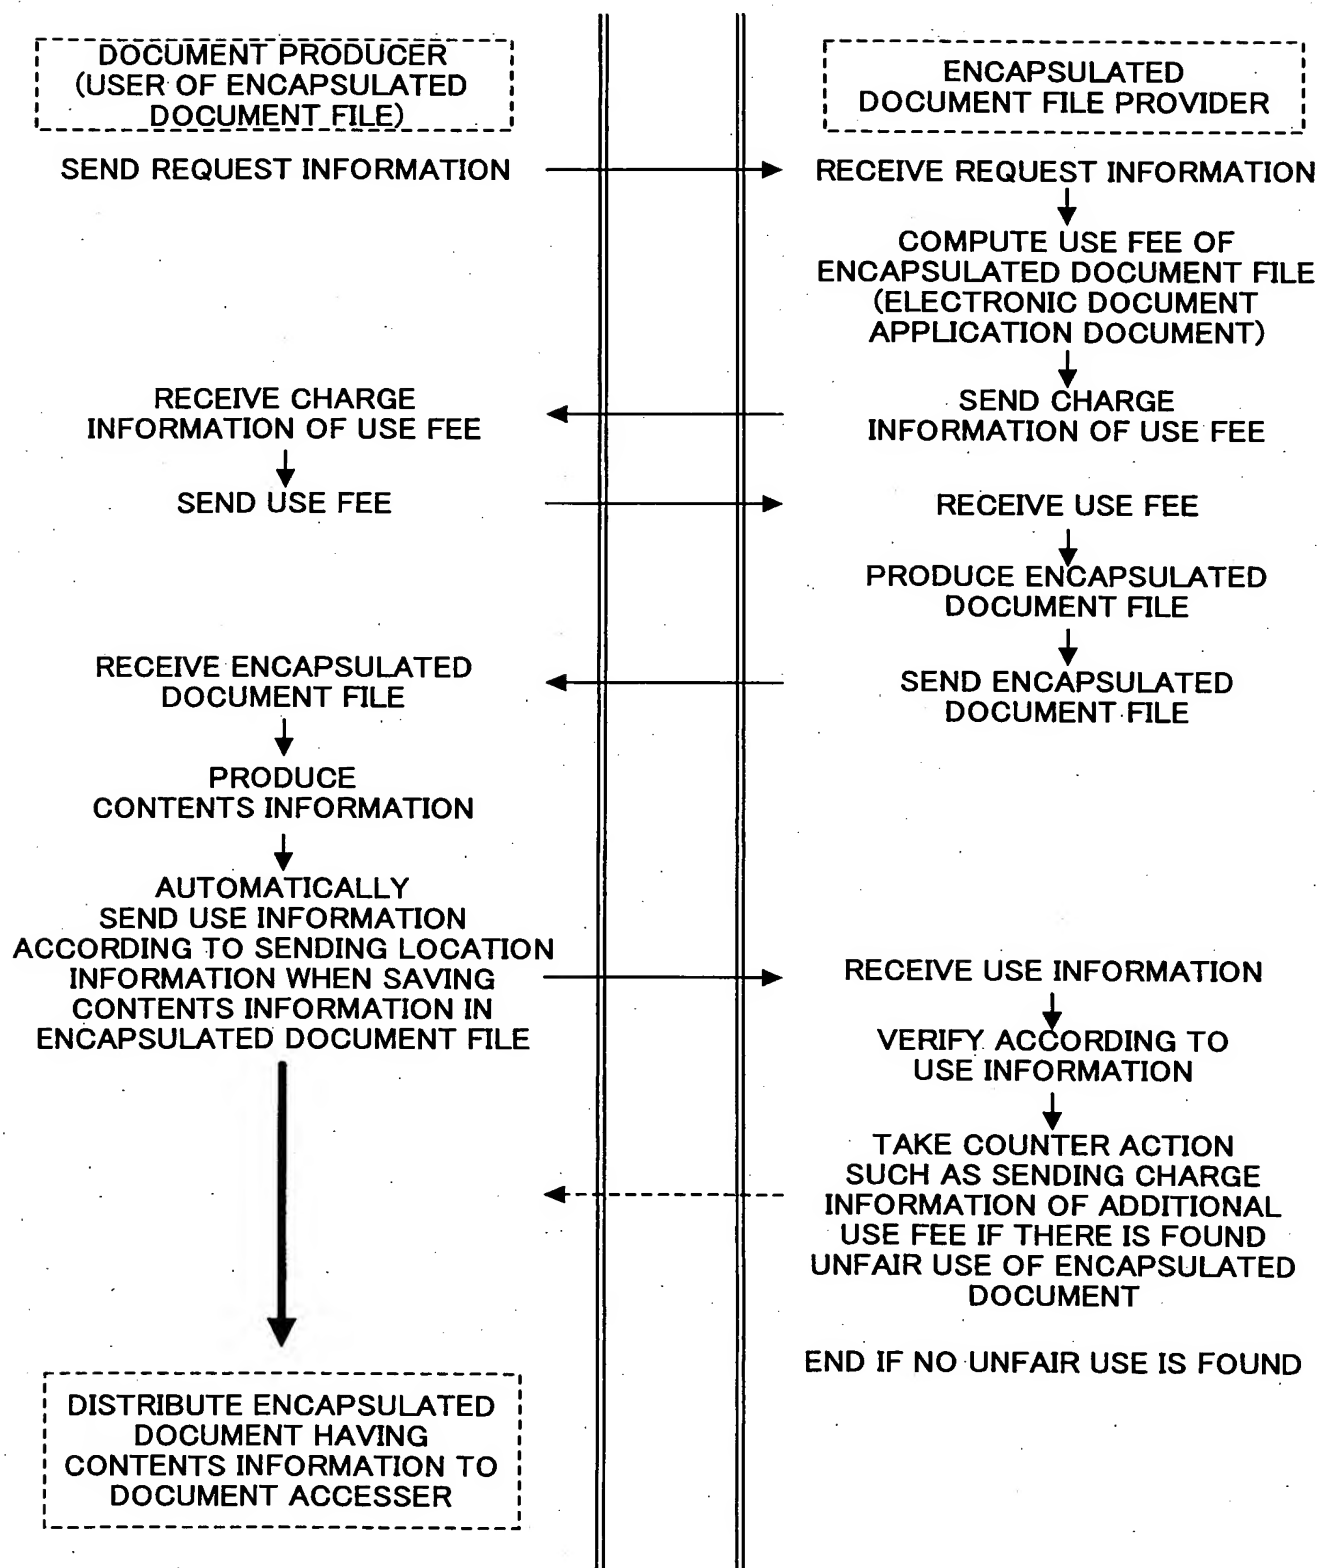 DOCUMENT PRODUCER
(USER OF ENCAPSULATED
DOCUMENT FILE)
ENCAPSULATED
DOCUMENT FILE PROVIDER
SEND REQUEST INFORMATION
RECEIVE REQUEST INFORMATION
COMPUTE USE FEE OF
ENCAPSULATED DOCUMENT FILE
(ELECTRONIC DOCUMENT
APPLICATION DOCUMENT)
RECEIVE CHARGE
INFORMATION OF USE FEE
SEND CHARGE
INFORMATION OF USE FEE
SEND USE FEE
RECEIVE USE FEE
PRODUCE ENCAPSULATED
DOCUMENT FILE
RECEIVE ENCAPSULATED
DOCUMENT FILE
SEND ENCAPSULATED
DOCUMENT FILE
PRODUCE
CONTENTS INFORMATION
AUTOMATICALLY
SEND USE INFORMATION
ACCORDING TO SENDING LOCATION
INFORMATION WHEN SAVING
CONTENTS INFORMATION IN
ENCAPSULATED DOCUMENT FILE
RECEIVE USE INFORMATION
VERIFY ACCORDING TO
USE INFORMATION
TAKE COUNTER ACTION
SUCH AS SENDING CHARGE
INFORMATION OF ADDITIONAL
USE FEE IF THERE IS FOUND
UNFAIR USE OF ENCAPSULATED
DOCUMENT
END IF NO UNFAIR USE IS FOUND
DISTRIBUTE ENCAPSULATED
DOCUMENT HAVING
CONTENTS INFORMATION TO
DOCUMENT ACCESSER